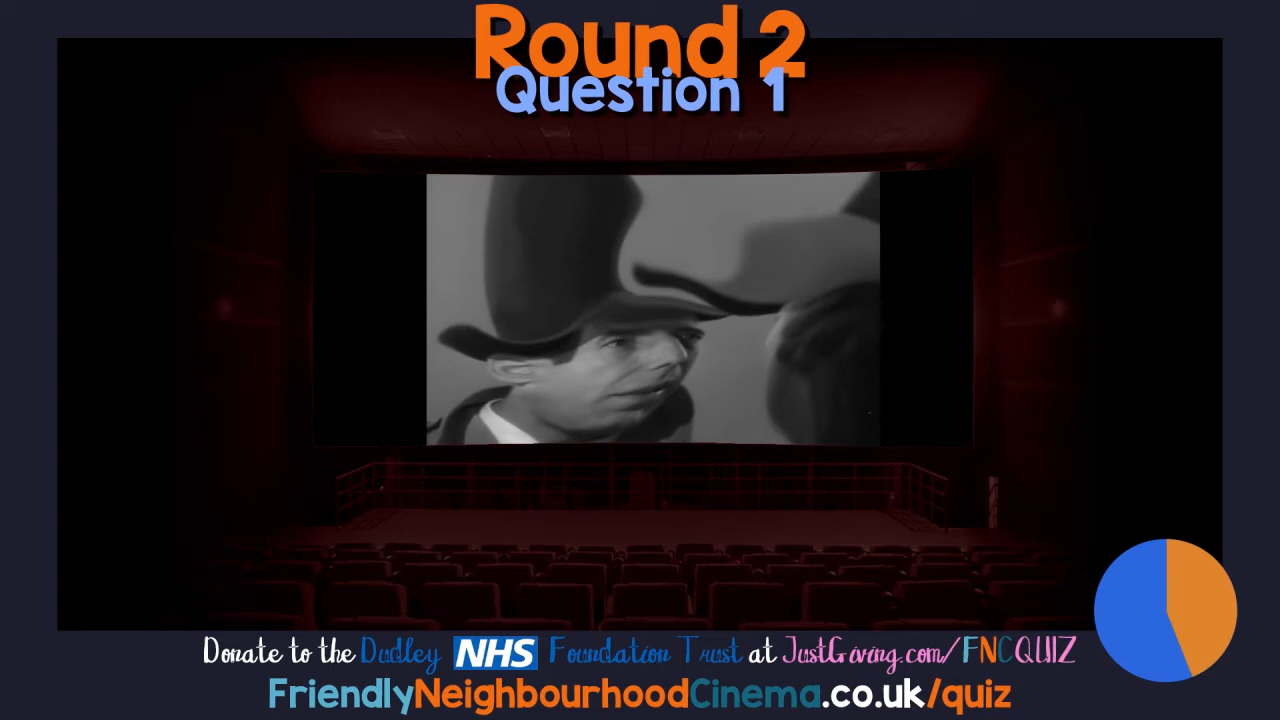 Round 2
Question 1
Donate to the Dudley NHS Foundation Trust at JustGiving.com/FNCQUIZ
FriendlyNeighbourhoodCinema.co.uk/quiz